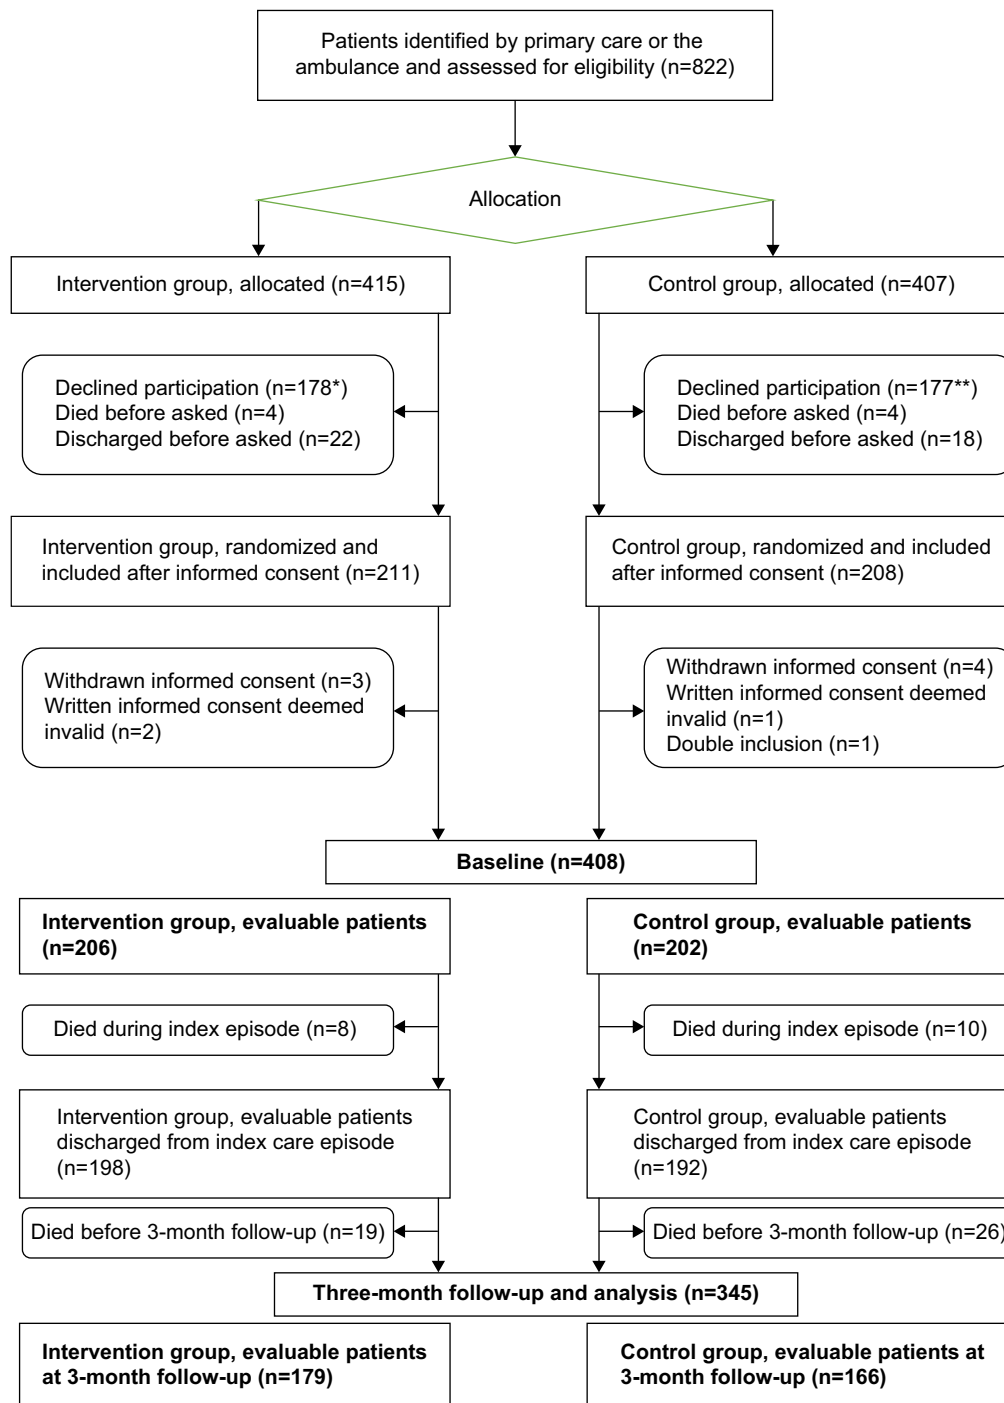 Patients identified by primary care or the
ambulance and assessed for eligibility (n=822)
Allocation
Intervention group, allocated (n=415)
Control group, allocated (n=407)
Declined participation (n=178*)
Died before asked (n=4)
Discharged before asked (n=22)
Declined participation (n=177**)
Died before asked (n=4)
Discharged before asked (n=18)
Intervention group, randomized and
included after informed consent (n=211)
Control group, randomized and included
after informed consent (n=208)
Withdrawn informed consent (n=3)
Written informed consent deemed
invalid (n=2)
Withdrawn informed consent (n=4)
Written informed consent deemed
invalid (n=1)
Double inclusion (n=1)
Baseline (n=408)
Intervention group, evaluable patients
(n=206)
Control group, evaluable patients
(n=202)
Died during index episode (n=8)
Died during index episode (n=10)
Intervention group, evaluable patients
discharged from index care episode
(n=198)
Control group, evaluable patients
discharged from index care episode
(n=192)
Died before 3-month follow-up (n=19)
Died before 3-month follow-up (n=26)
Three-month follow-up and analysis (n=345)
Intervention group, evaluable patients
at 3-month follow-up (n=179)
Control group, evaluable patients at
3-month follow-up (n=166)